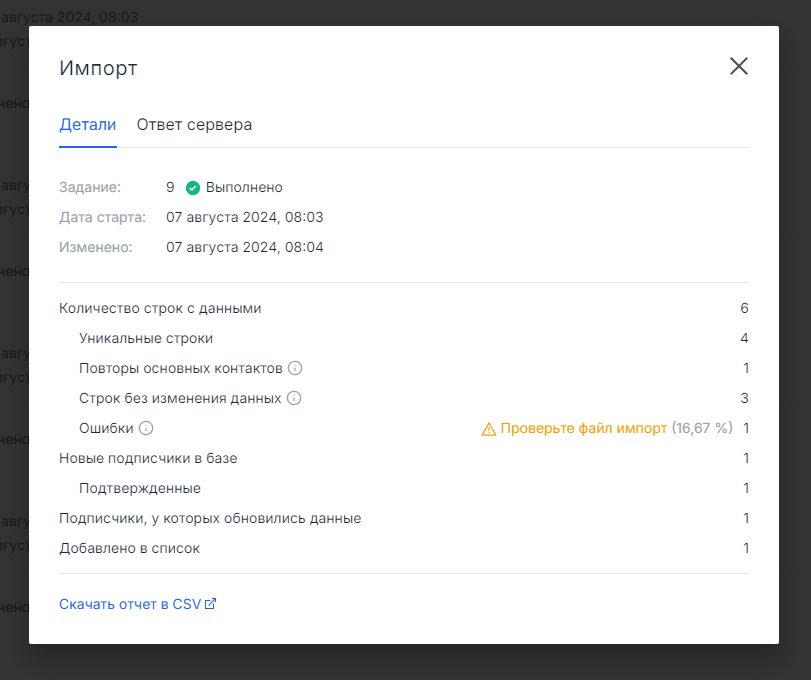 августа 2024, 08:03
Импорт
Детали Ответ сервера
Задание: 9 Выполнено
Дата старта: 07 августа 2024, 08:03
Изменено: 07 августа 2024, 08:04
Количество строк с данными 6
Уникальные строки 4
Повторы основных контактов 1
Строк без изменения данных 3
Ошибки Проверьте файл импорт (16,67 %) 1
Новые подписчики в базе 1
Подтвержденные 1
Подписчики, у которых обновились данные 1
Добавлено в список 1
Скачать отчет в CSV